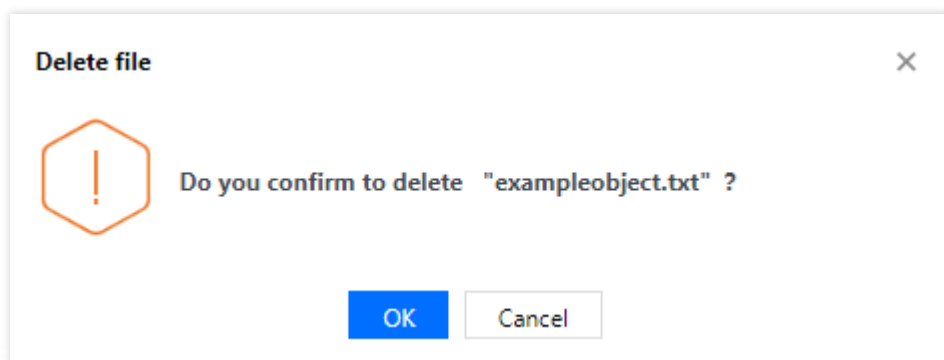 Delete file
Do you confirm to delete "exampleobject.txt" ?
OK Cancel